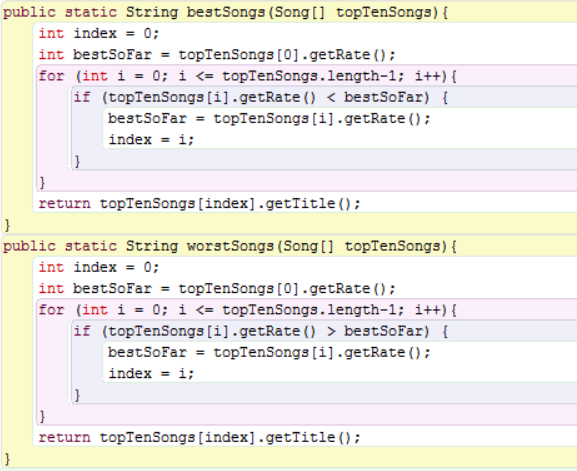 public static String bestSongs(Song[] topTenSongs){
int index = 0;
int bestSoFar = topTenSongs[0].getRate();
for (int i = 0; i <= topTenSongs.length-1; i++){
if (topTenSongs[i].getRate() < bestSoFar) {
bestSoFar = topTenSongs[i].getRate();
index = i;
}
}
return topTenSongs[index].getTitle();
}
public static String worstSongs(Song[] topTenSongs){
int index = 0;
int bestSoFar = topTenSongs[0].getRate();
for (int i = 0; i <= topTenSongs.length-1; i++){
if (topTenSongs[i].getRate() > bestSoFar) {
bestSoFar = topTenSongs[i].getRate();
index = i;
}
}
return topTenSongs[index].getTitle();
}